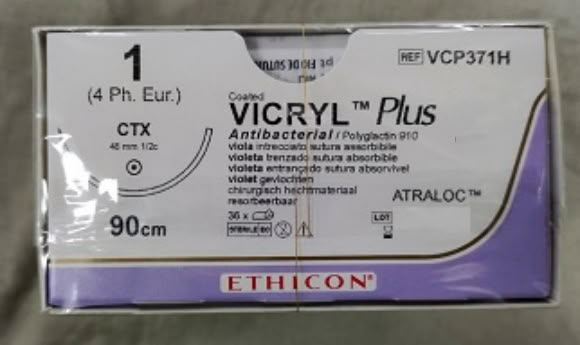 1
(4 Ph. Eur.)
CTX
48 mm 1/2c
90cm
REF VCP371H
Coated
VICRYL™ Plus
Antibacterial / Polyglactin 910
viola intrecciato sutura assorbibile
violeta trenzado sutura absorbible
violeta entrançado sutura absorvível
violet gevlochten
chirurgisch hechtmateriaal
resorbeerbaar
36 x
STERILE EO
ATRALOC™
LOT
ETHICON®